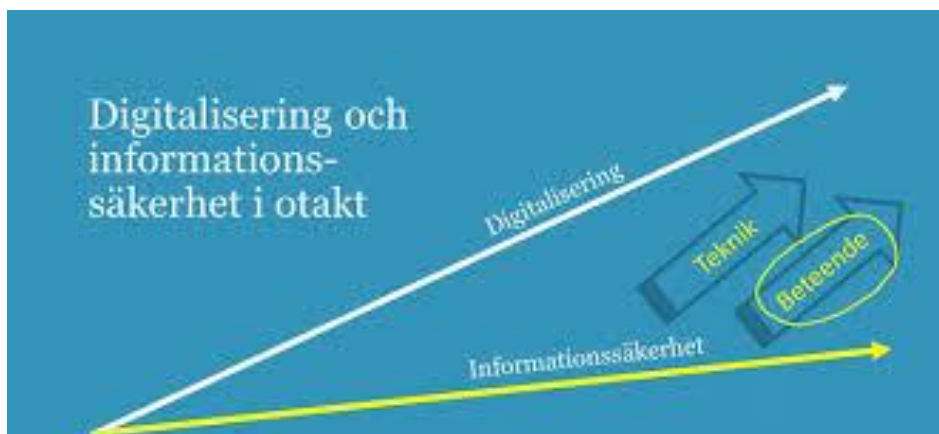 Digitalisering och
informations-
säkerhet i otakt
Digitalisering
Teknik
Beteende
Informationssäkerhet